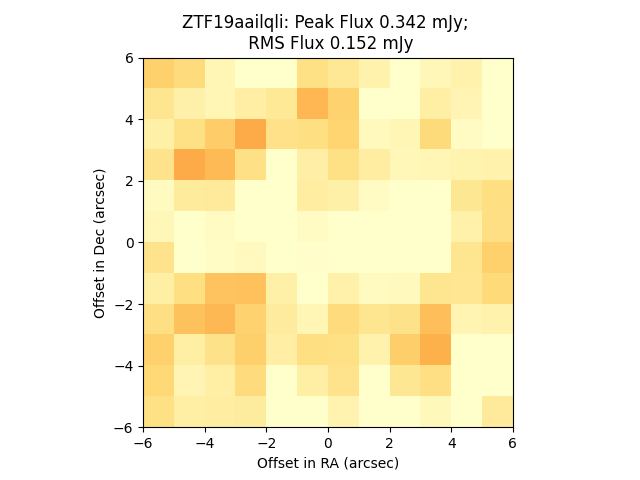 ZTF19aailqli: Peak Flux 0.342 mJy;
RMS Flux 0.152 mJy
6
4
2
0
−2
−4
−6
Offset in Dec (arcsec)
−6 −4 −2 0 2 4 6
Offset in RA (arcsec)